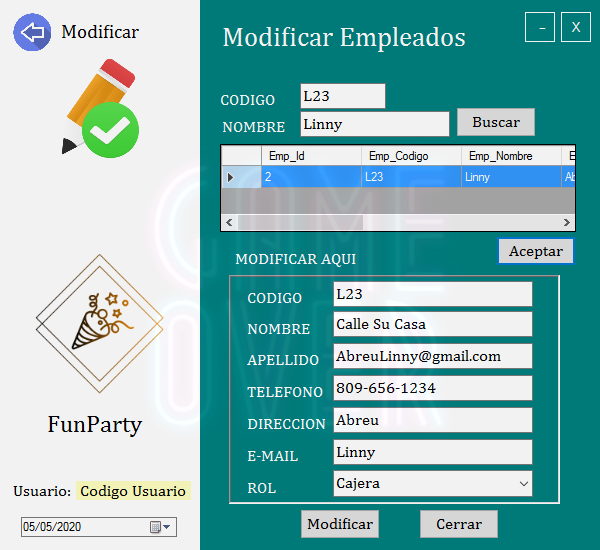 Modificar
Modificar Empleados
- X
CODIGO L23
NOMBRE Linny Buscar
Emp_Id Emp_Codigo Emp_Nombre E
2 L23 Linny Ab
Aceptar
MODIFICAR AQUI
CODIGO L23
NOMBRE Calle Su Casa
APELLIDO AbreuLinny@gmail.com
TELEFONO 809-656-1234
DIRECCION Abreu
E-MAIL Linny
ROL Cajera
Modificar Cerrar
FunParty
Usuario: Codigo Usuario
05/05/2020
GAME
OVER